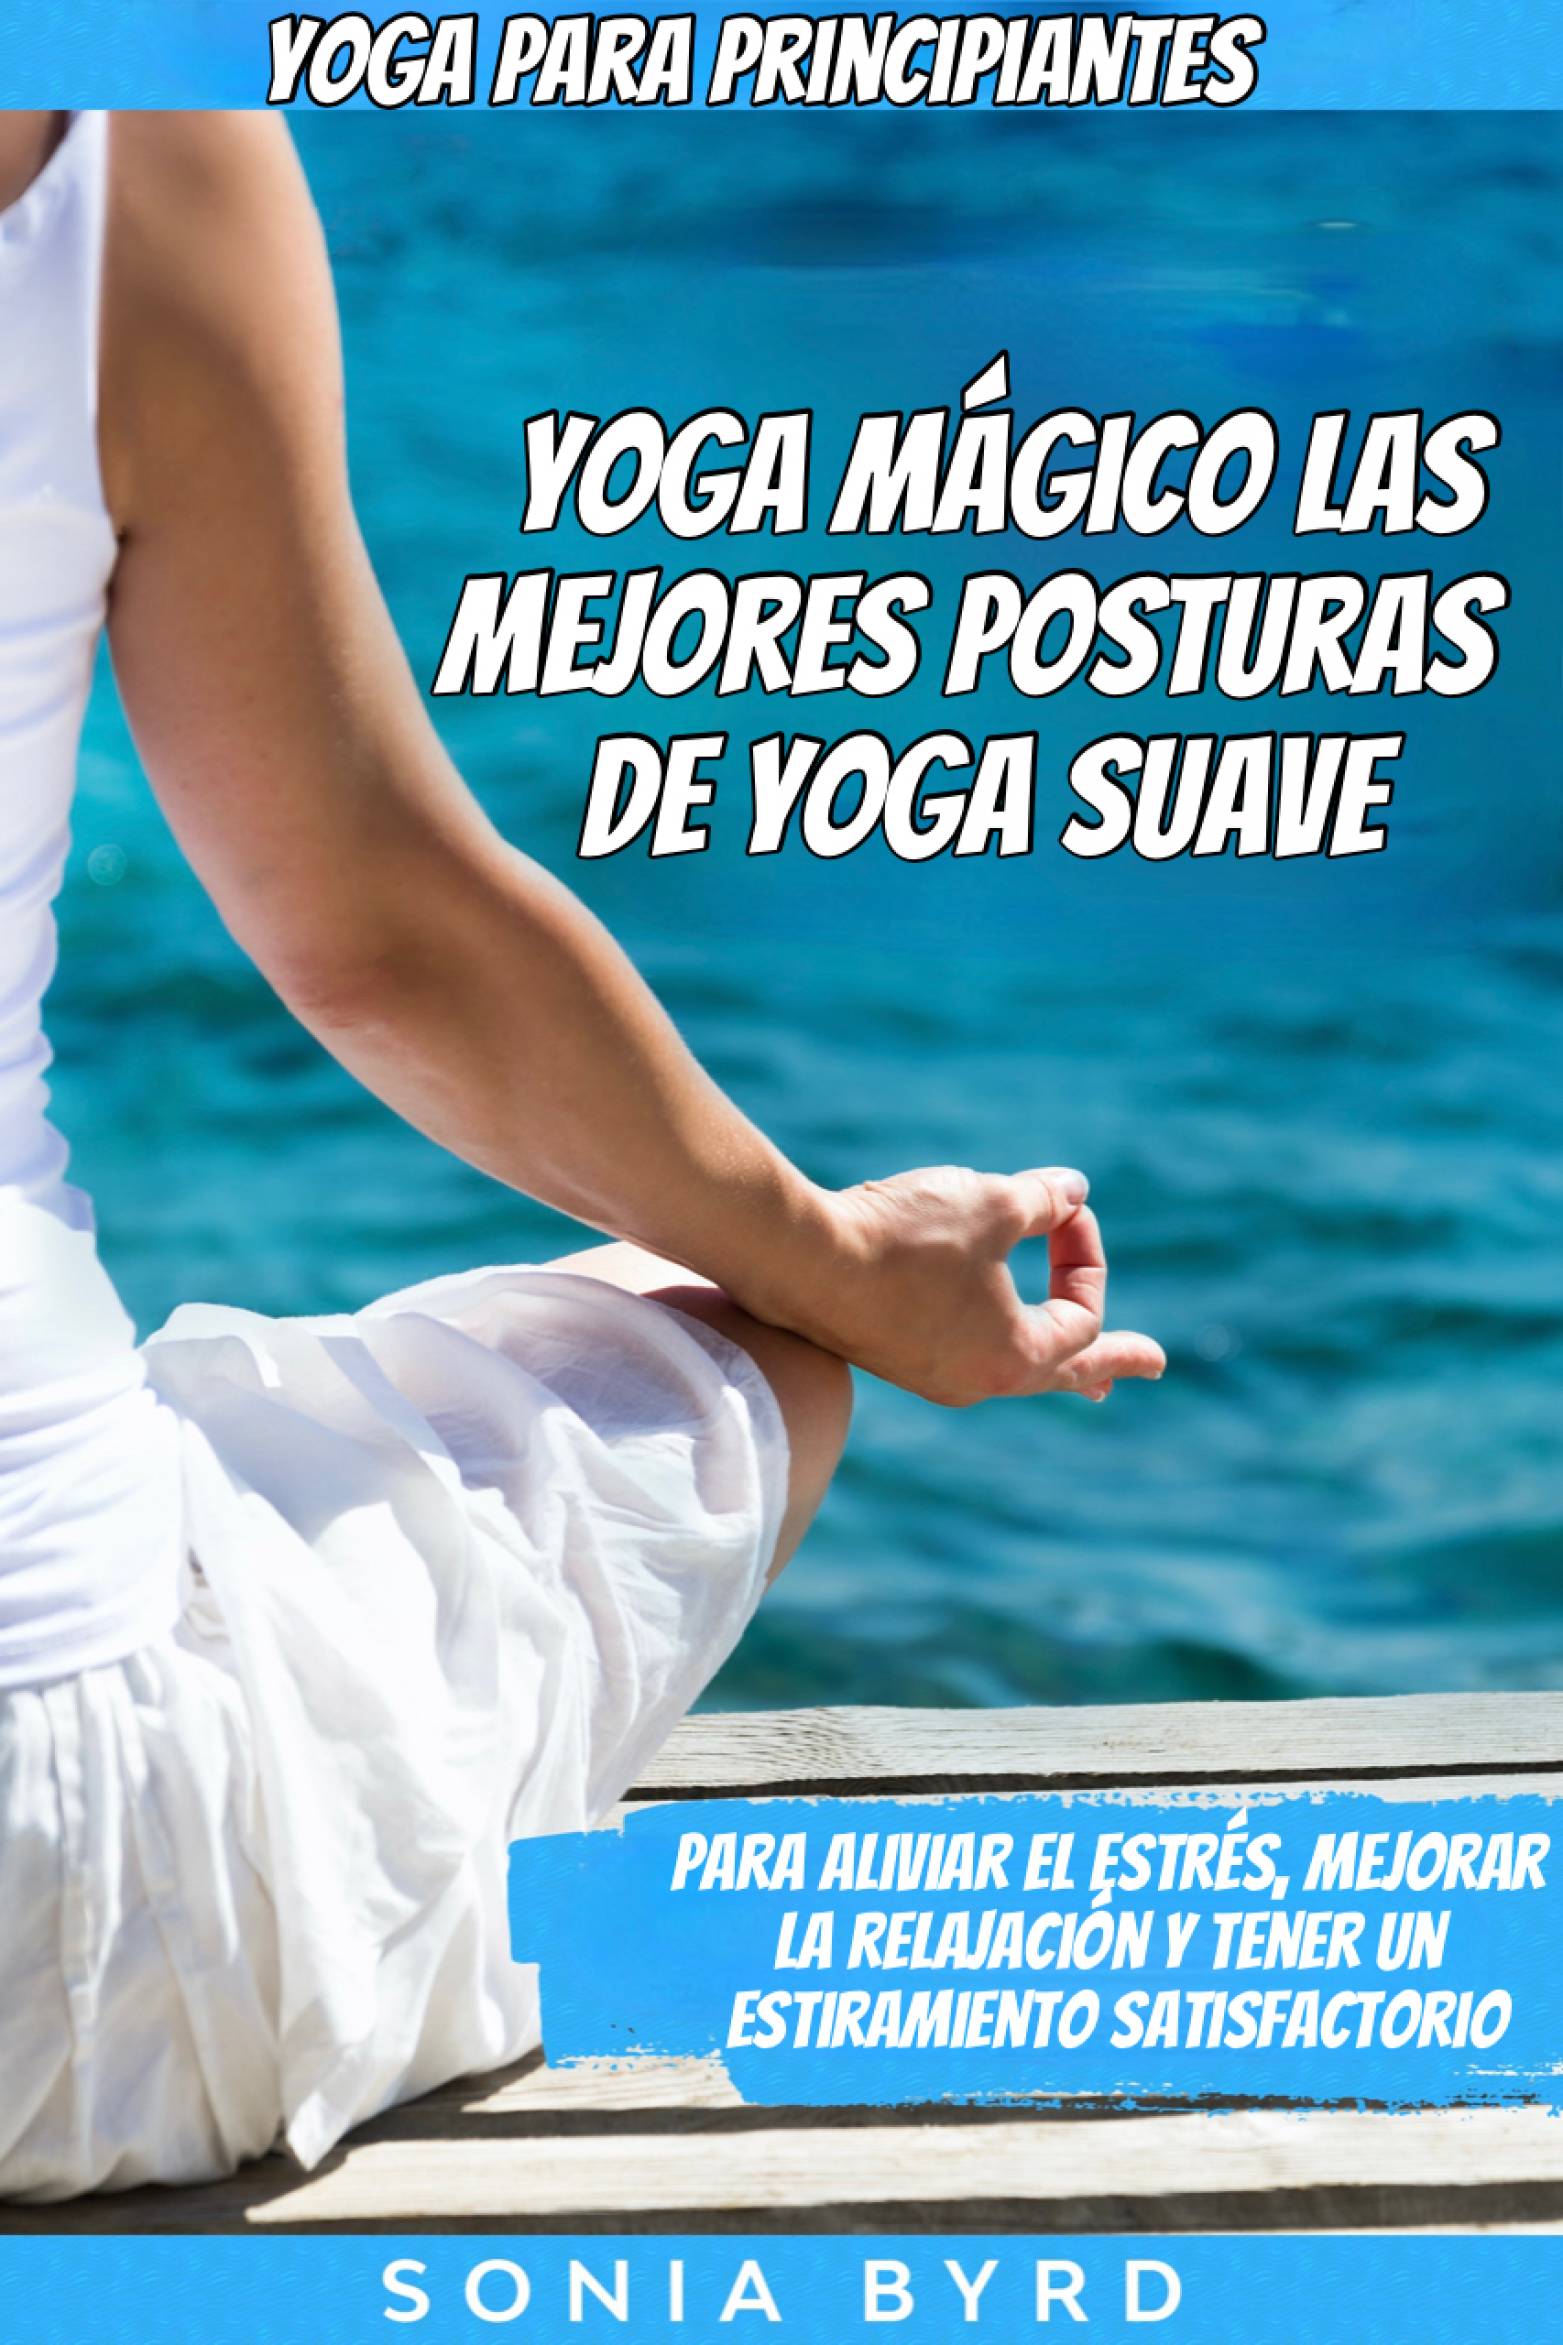 YOGA PARA PRINCIPIANTES
YOGA MÁGICO LAS
MEJORES POSTURAS
DE YOGA SUAVE
PARA ALIVIAR EL ESTRÉS, MEJORAR
LA RELAJACIÓN Y TENER UN
ESTIRAMIENTO SATISFACTORIO
SONIA BYRD